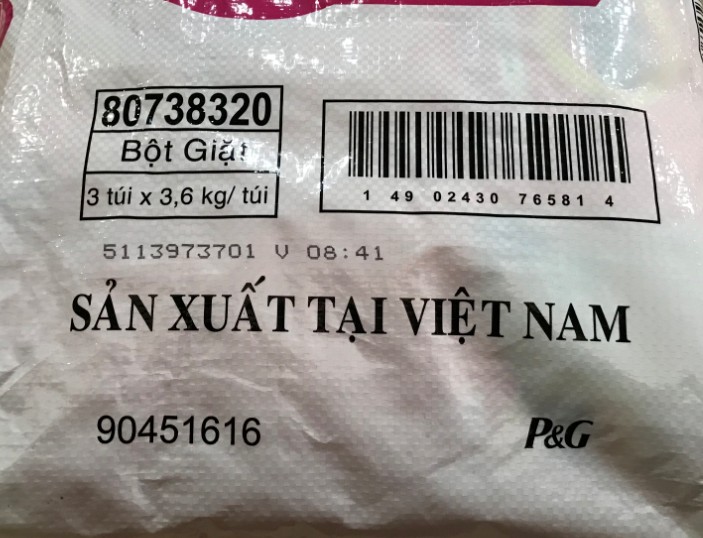 80738320
Bột Giặt
3 túi x 3,6 kg/ túi
1 49 02430 76581 4
5113973701 V 08:41
SẢN XUẤT TẠI VIỆT NAM
90451616
P&G